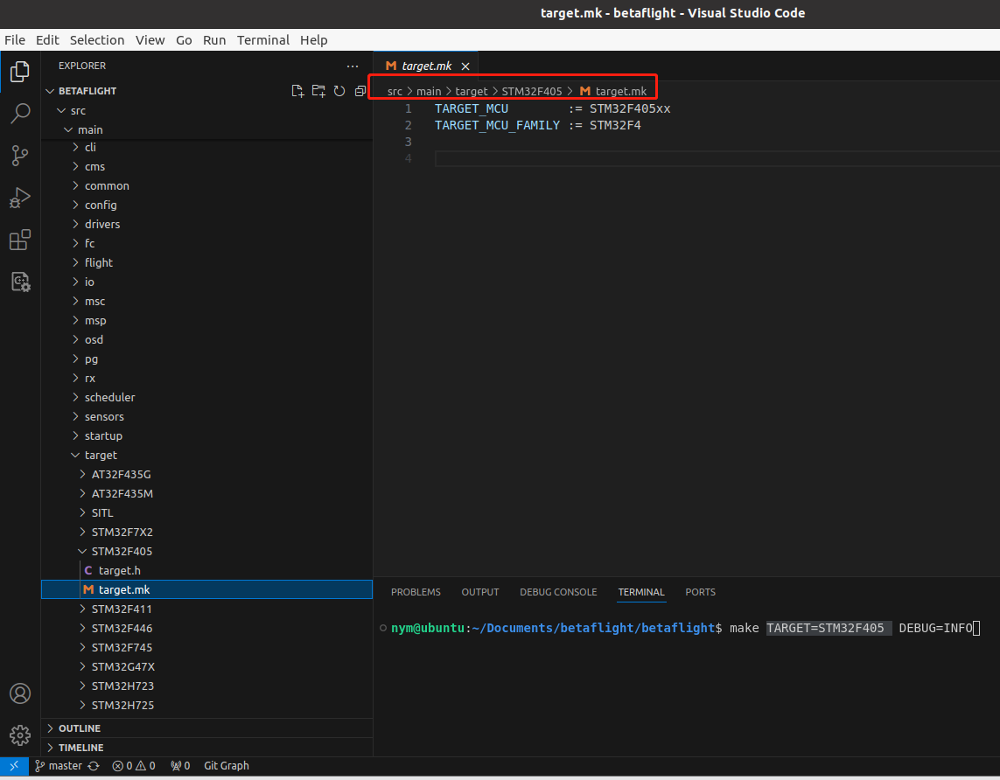 target.mk - betaflight - Visual Studio Code
File Edit Selection View Go Run Terminal Help
EXPLORER
BETAFLIGHT
src
main
cli
cms
common
config
drivers
fc
flight
io
msc
msp
osd
pg
rx
scheduler
sensors
startup
target
AT32F435G
AT32F435M
SITL
STM32F7X2
STM32F405
C target.h
M target.mk
STM32F411
STM32F446
STM32F745
STM32G47X
STM32H723
STM32H725
OUTLINE
TIMELINE
M target.mk
src > main > target > STM32F405 > M target.mk
1 TARGET_MCU := STM32F405xx
2 TARGET_MCU_FAMILY := STM32F4
3
4
PROBLEMS OUTPUT DEBUG CONSOLE TERMINAL PORTS
nym@ubuntu:~/Documents/betaflight/betaflight$ make TARGET=STM32F405 DEBUG=INFO
master 0 0 0 Git Graph